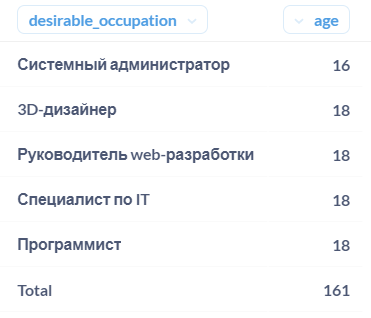 desirable_occupation age
Системный администратор 16
3D-дизайнер 18
Руководитель web-разработки 18
Специалист по IT 18
Программист 18
Total 161